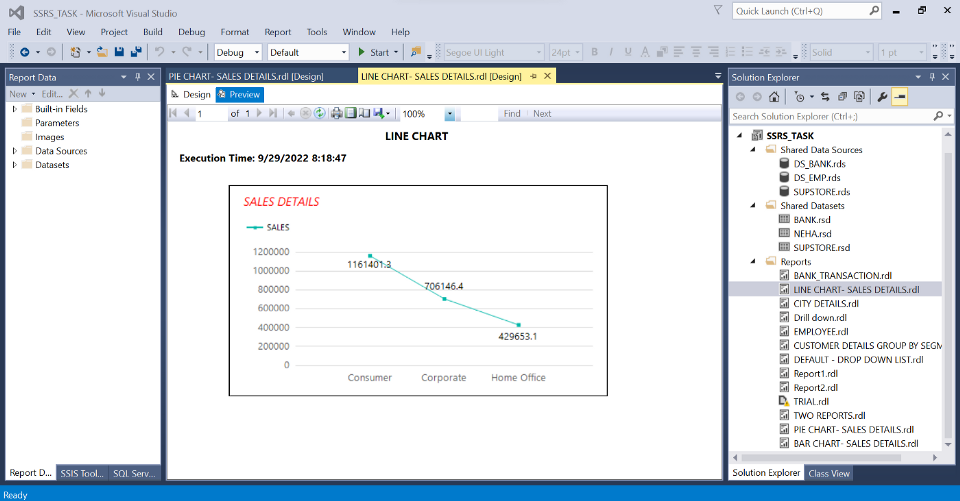 SSRS_TASK - Microsoft Visual Studio
Quick Launch (Ctrl+Q)
File Edit View Project Build Debug Format Report Tools Window Help
Debug Default Start Segoe UI Light 24pt B I U A Solid 1 pt
Report Data
New Edit...
Built-in Fields
Parameters
Images
Data Sources
Datasets
Report D... SSIS Tool... SQL Serv...
PIE CHART- SALES DETAILS.rdl [Design] LINE CHART- SALES DETAILS.rdl [Design]
Design Preview
1 of 1 100% Find Next
LINE CHART
Execution Time: 9/29/2022 8:18:47
SALES DETAILS
SALES
1200000
1000000
800000
600000
400000
200000
0
1161401.3
706146.4
429653.1
Consumer Corporate Home Office
Solution Explorer
Search Solution Explorer (Ctrl+;)
SSRS_TASK
Shared Data Sources
DS_BANK.rds
DS_EMP.rds
SUPSTORE.rds
Shared Datasets
BANK.rsd
NEHA.rsd
SUPSTORE.rsd
Reports
BANK_TRANSACTION.rdl
LINE CHART- SALES DETAILS.rdl
CITY DETAILS.rdl
Drill down.rdl
EMPLOYEE.rdl
CUSTOMER DETAILS GROUP BY SEGM
DEFAULT - DROP DOWN LIST.rdl
Report1.rdl
Report2.rdl
TRIAL.rdl
TWO REPORTS.rdl
PIE CHART- SALES DETAILS.rdl
BAR CHART- SALES DETAILS.rdl
Solution Explorer Class View
Ready